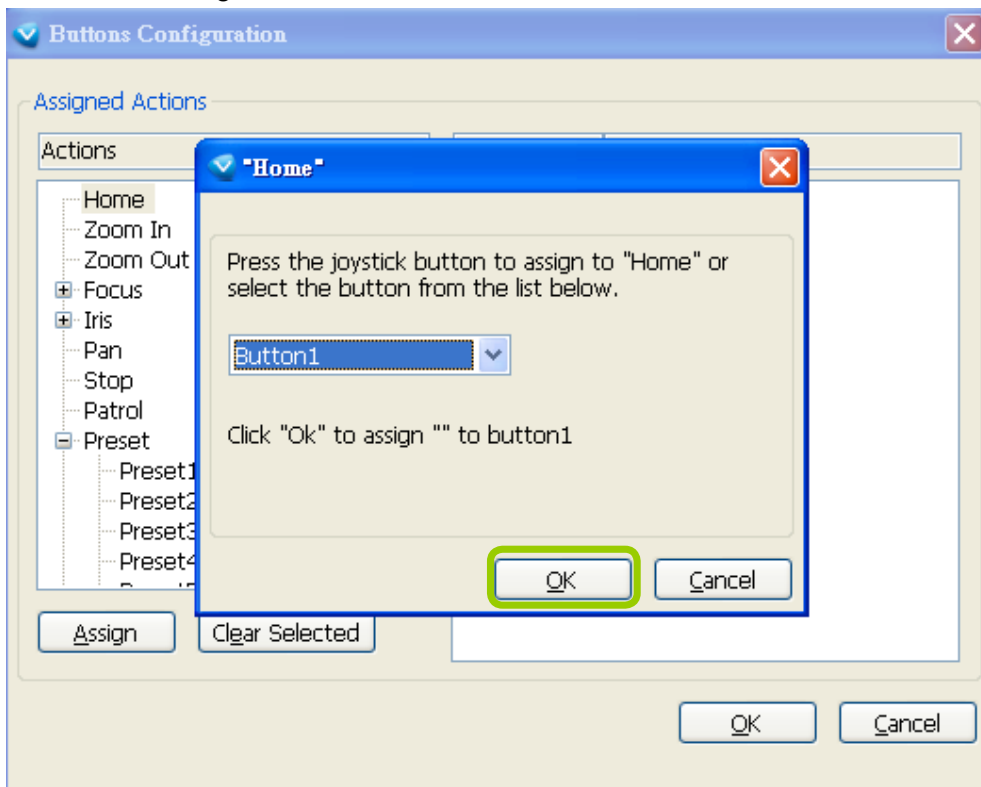 Buttons Configuration
Assigned Actions
Actions
Home
Zoom In
Zoom Out
Focus
Iris
Pan
Stop
Patrol
Preset
Preset1
Preset2
Preset3
Preset4
"Home"
Press the joystick button to assign to "Home" or
select the button from the list below.
Button1
Click "Ok" to assign "" to button1
OK
Cancel
Assign
Clear Selected
OK
Cancel